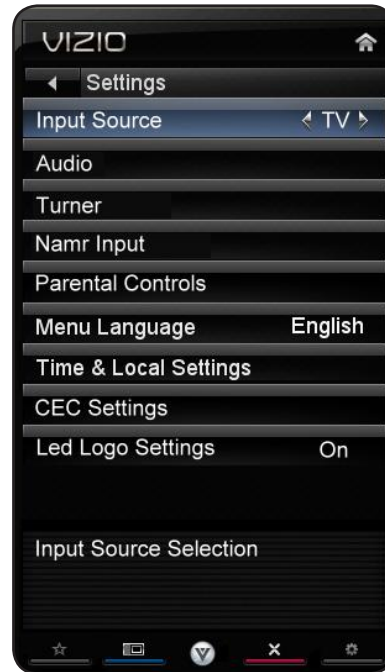 VIZIO
Settings
Input Source TV
Audio
Turner
Namr Input
Parental Controls
Menu Language English
Time & Local Settings
CEC Settings
Led Logo Settings On
Input Source Selection
V